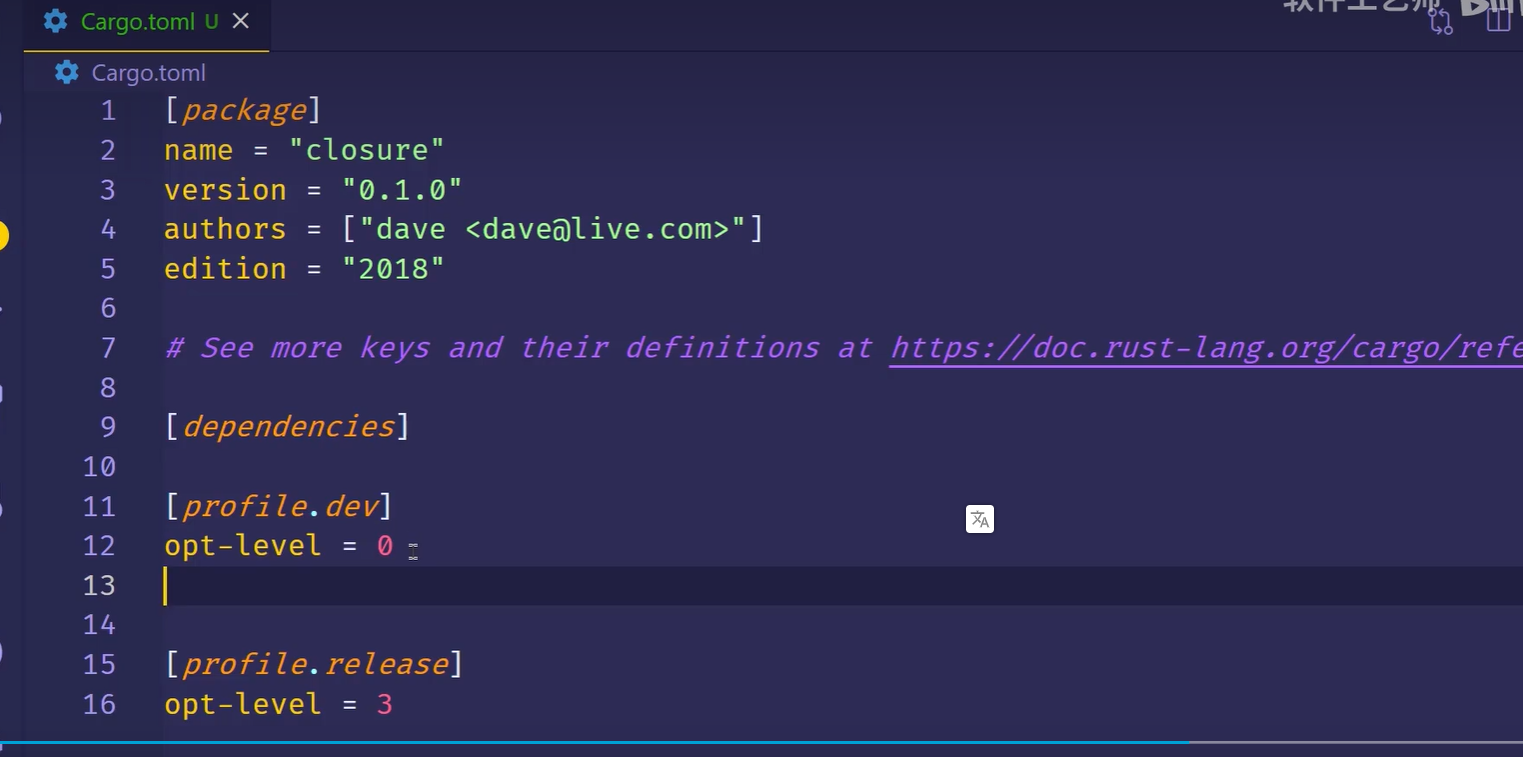 软件工艺师
Cargo.toml U
Cargo.toml
1 [package]
2 name = "closure"
3 version = "0.1.0"
4 authors = ["dave <dave@live.com>"]
5 edition = "2018"
6
7 # See more keys and their definitions at https://doc.rust-lang.org/cargo/refe
8
9 [dependencies]
10
11 [profile.dev]
12 opt-level = 0
13
14
15 [profile.release]
16 opt-level = 3